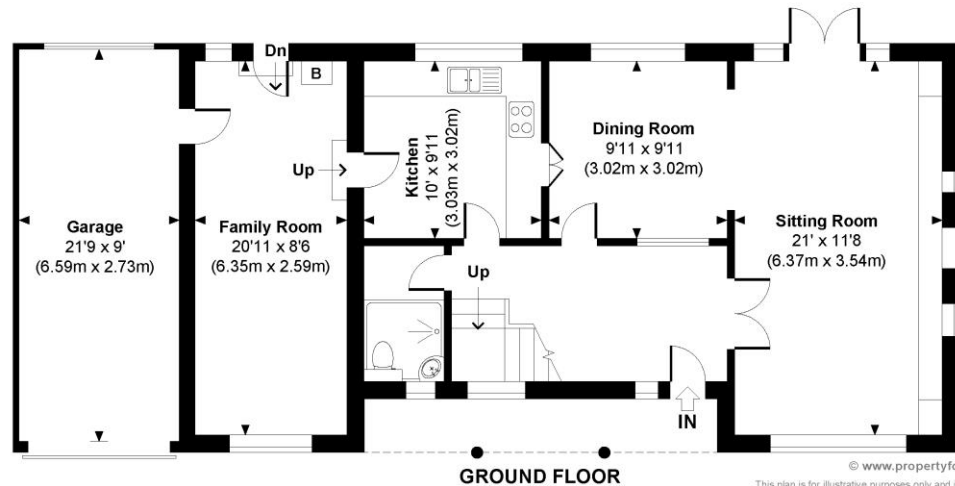 Dn
B
Up
Kitchen
10' x 9'11
(3.03m x 3.02m)
Dining Room
9'11 x 9'11
(3.02m x 3.02m)
Garage
21'9 x 9'
(6.59m x 2.73m)
Family Room
20'11 x 8'6
(6.35m x 2.59m)
Sitting Room
21' x 11'8
(6.37m x 3.54m)
Up
IN
GROUND FLOOR
© www.propertyfo
This plan is for illustrative purposes only and